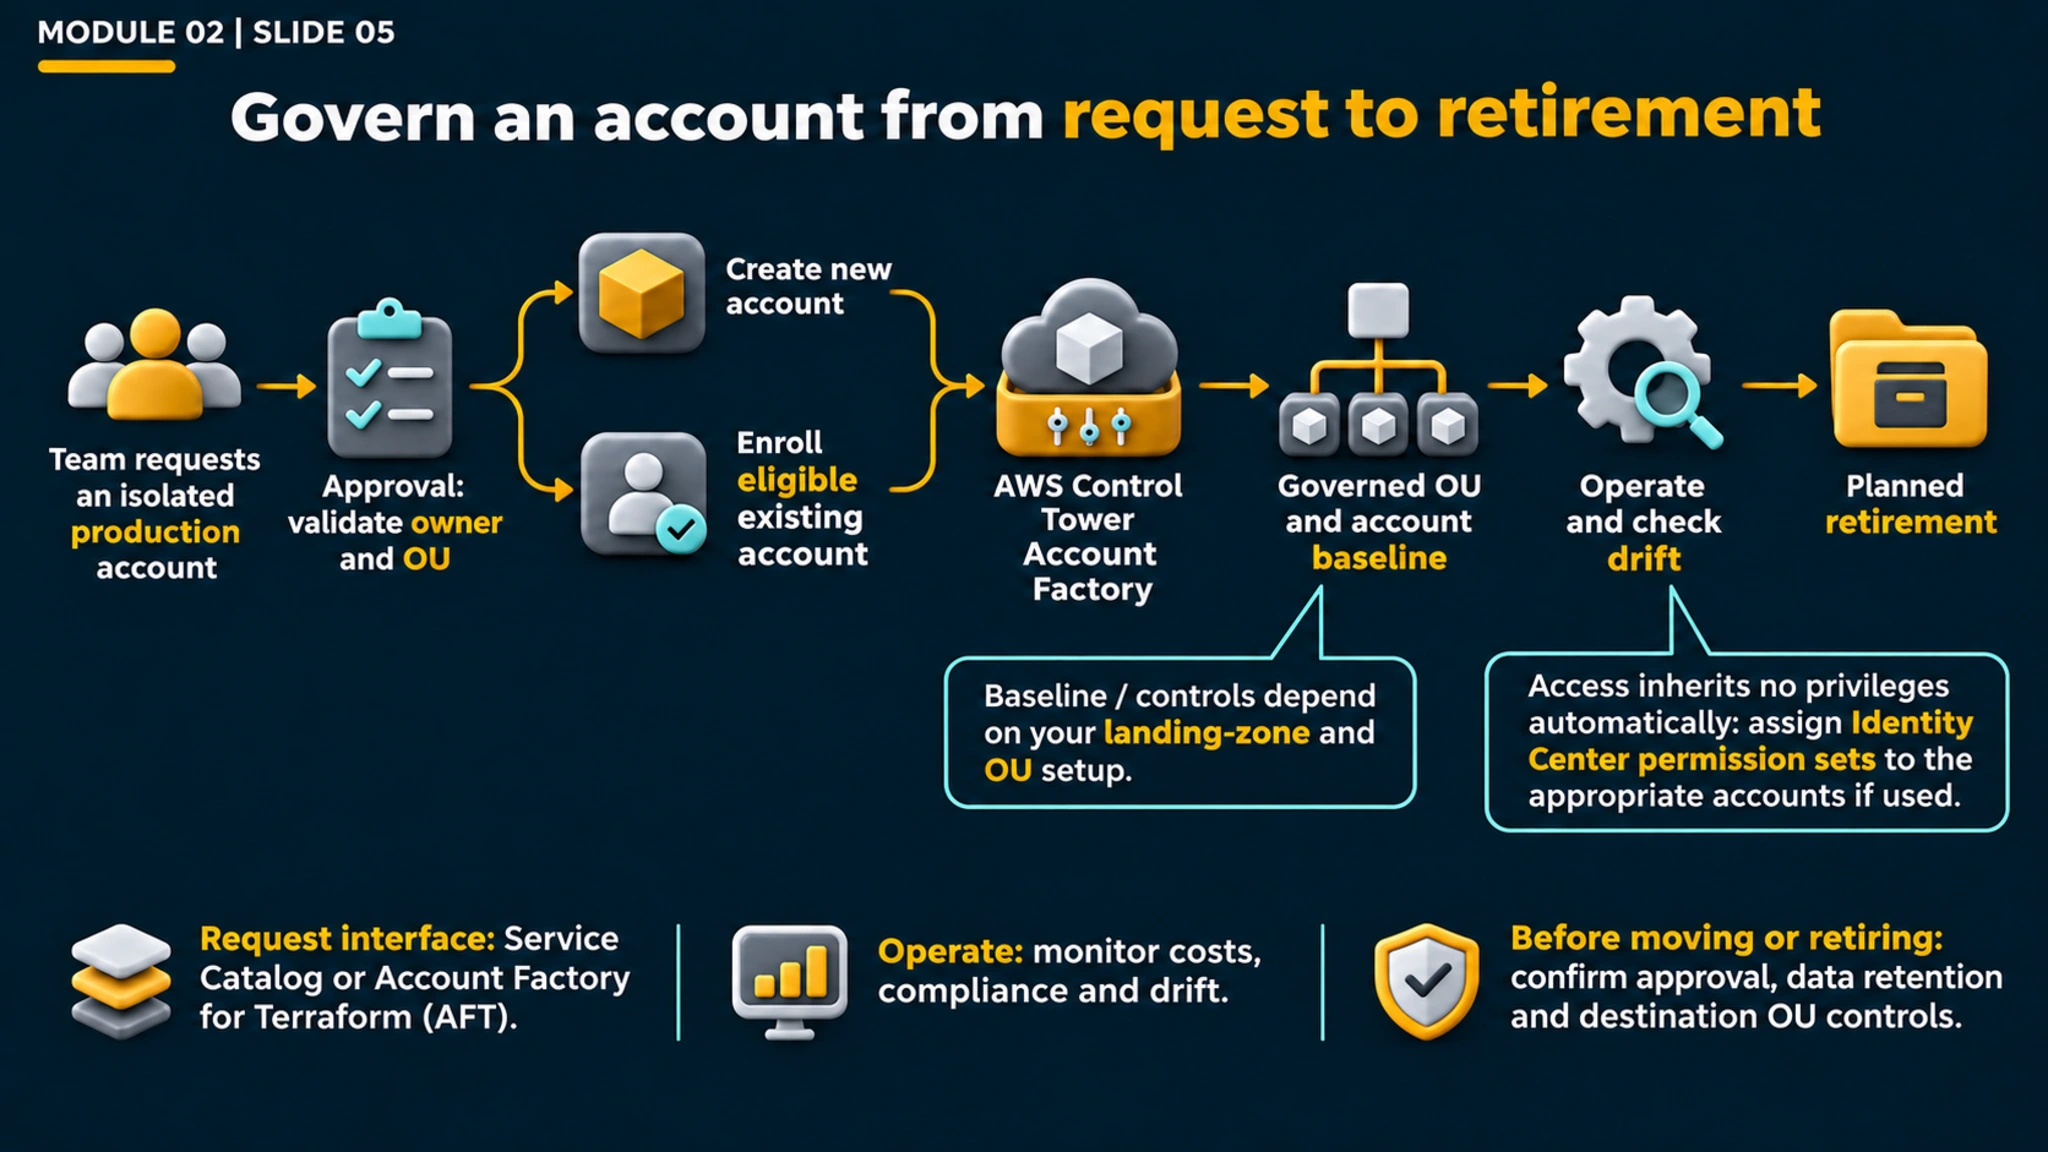 MODULE 02 | SLIDE 05
Govern an account from request to retirement
Team requests
an isolated
production
account
Approval:
validate owner
and OU
Create new
account
Enroll
eligible
existing
account
AWS Control
Tower
Account
Factory
Governed OU
and account
baseline
Operate
and check
drift
Planned
retirement
Baseline / controls depend
on your landing-zone and
OU setup.
Access inherits no privileges
automatically: assign Identity
Center permission sets to the
appropriate accounts if used.
Request interface: Service
Catalog or Account Factory
for Terraform (AFT).
Operate: monitor costs,
compliance and drift.
Before moving or retiring:
confirm approval, data retention
and destination OU controls.